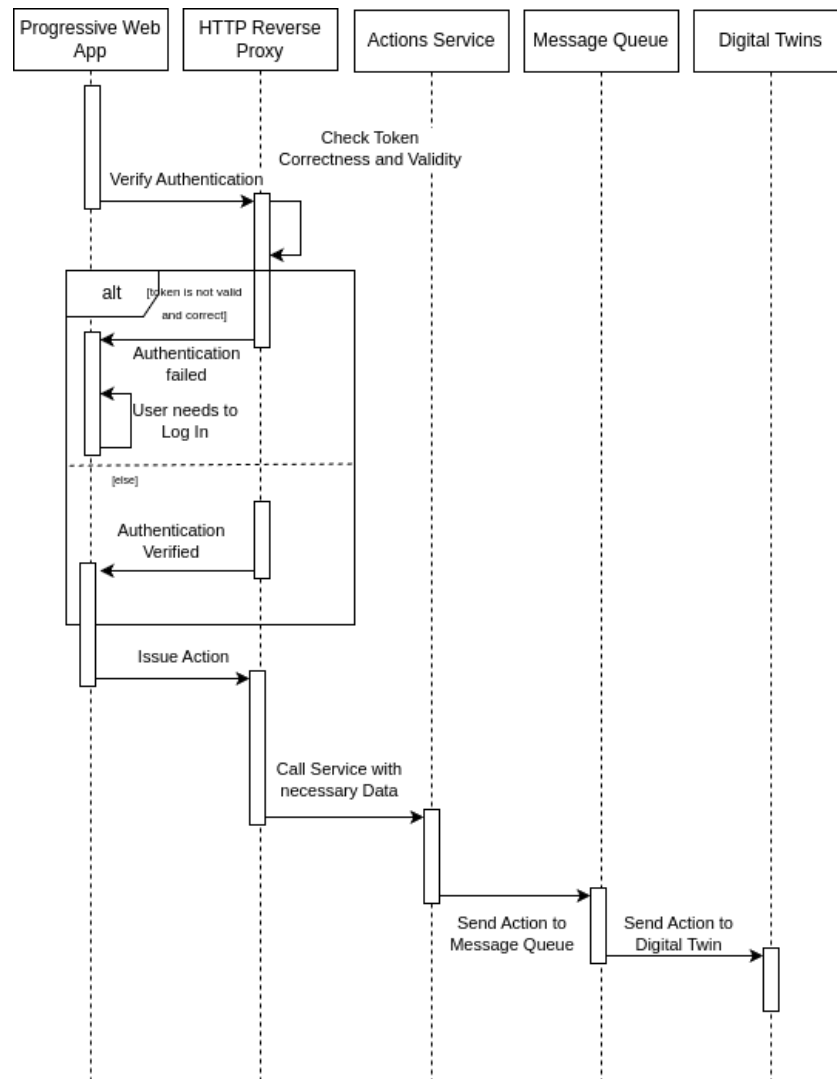 Progressive Web
App
HTTP Reverse
Proxy
Actions Service
Message Queue
Digital Twins
Check Token
Correctness and Validity
Verify Authentication
alt
[token is not valid
and correct]
Authentication
failed
User needs to
Log In
[else]
Authentication
Verified
Issue Action
Call Service with
necessary Data
Send Action to
Message Queue
Send Action to
Digital Twin